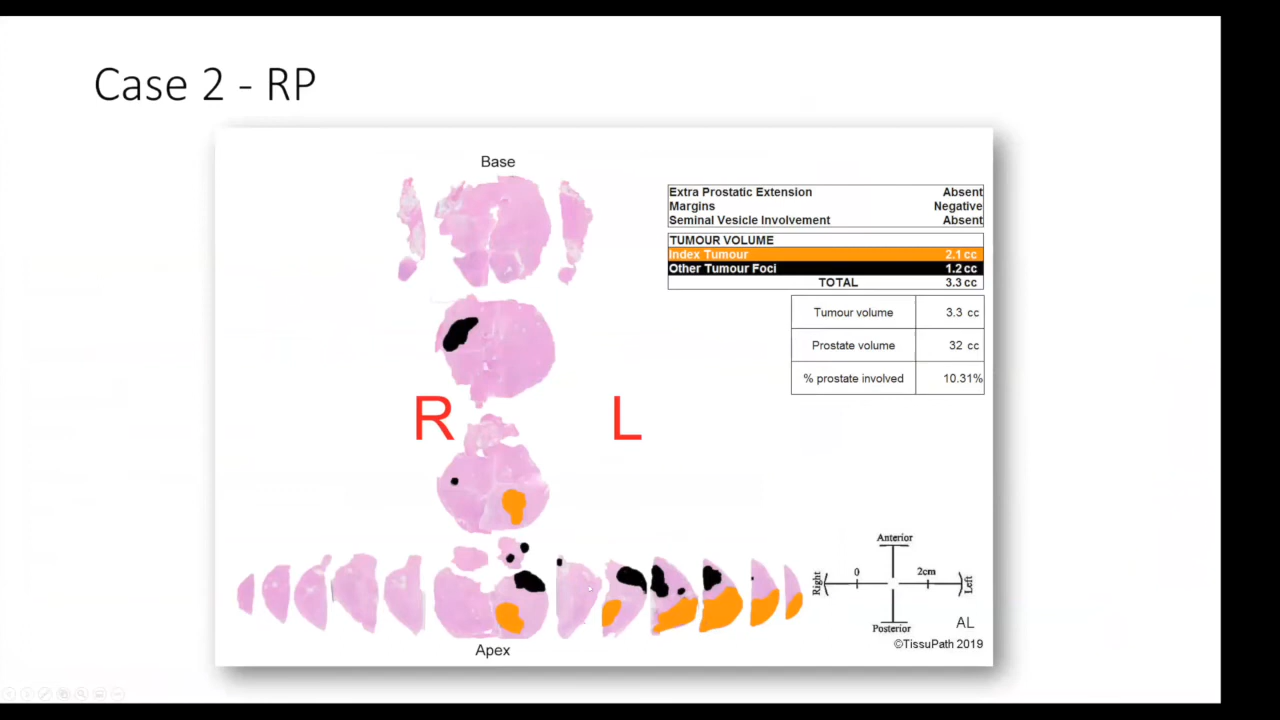 Case 2 - RP
Base
Extra Prostatic Extension Absent
Margins Negative
Seminal Vesicle Involvement Absent
TUMOUR VOLUME
Index Tumour 2.1 cc
Other Tumour Foci 1.2 cc
TOTAL 3.3 cc
Tumour volume 3.3 cc
Prostate volume 32 cc
% prostate involved 10.31%
R L
Anterior
Right 0 2cm Left
Posterior
AL
Apex
©TissuPath 2019